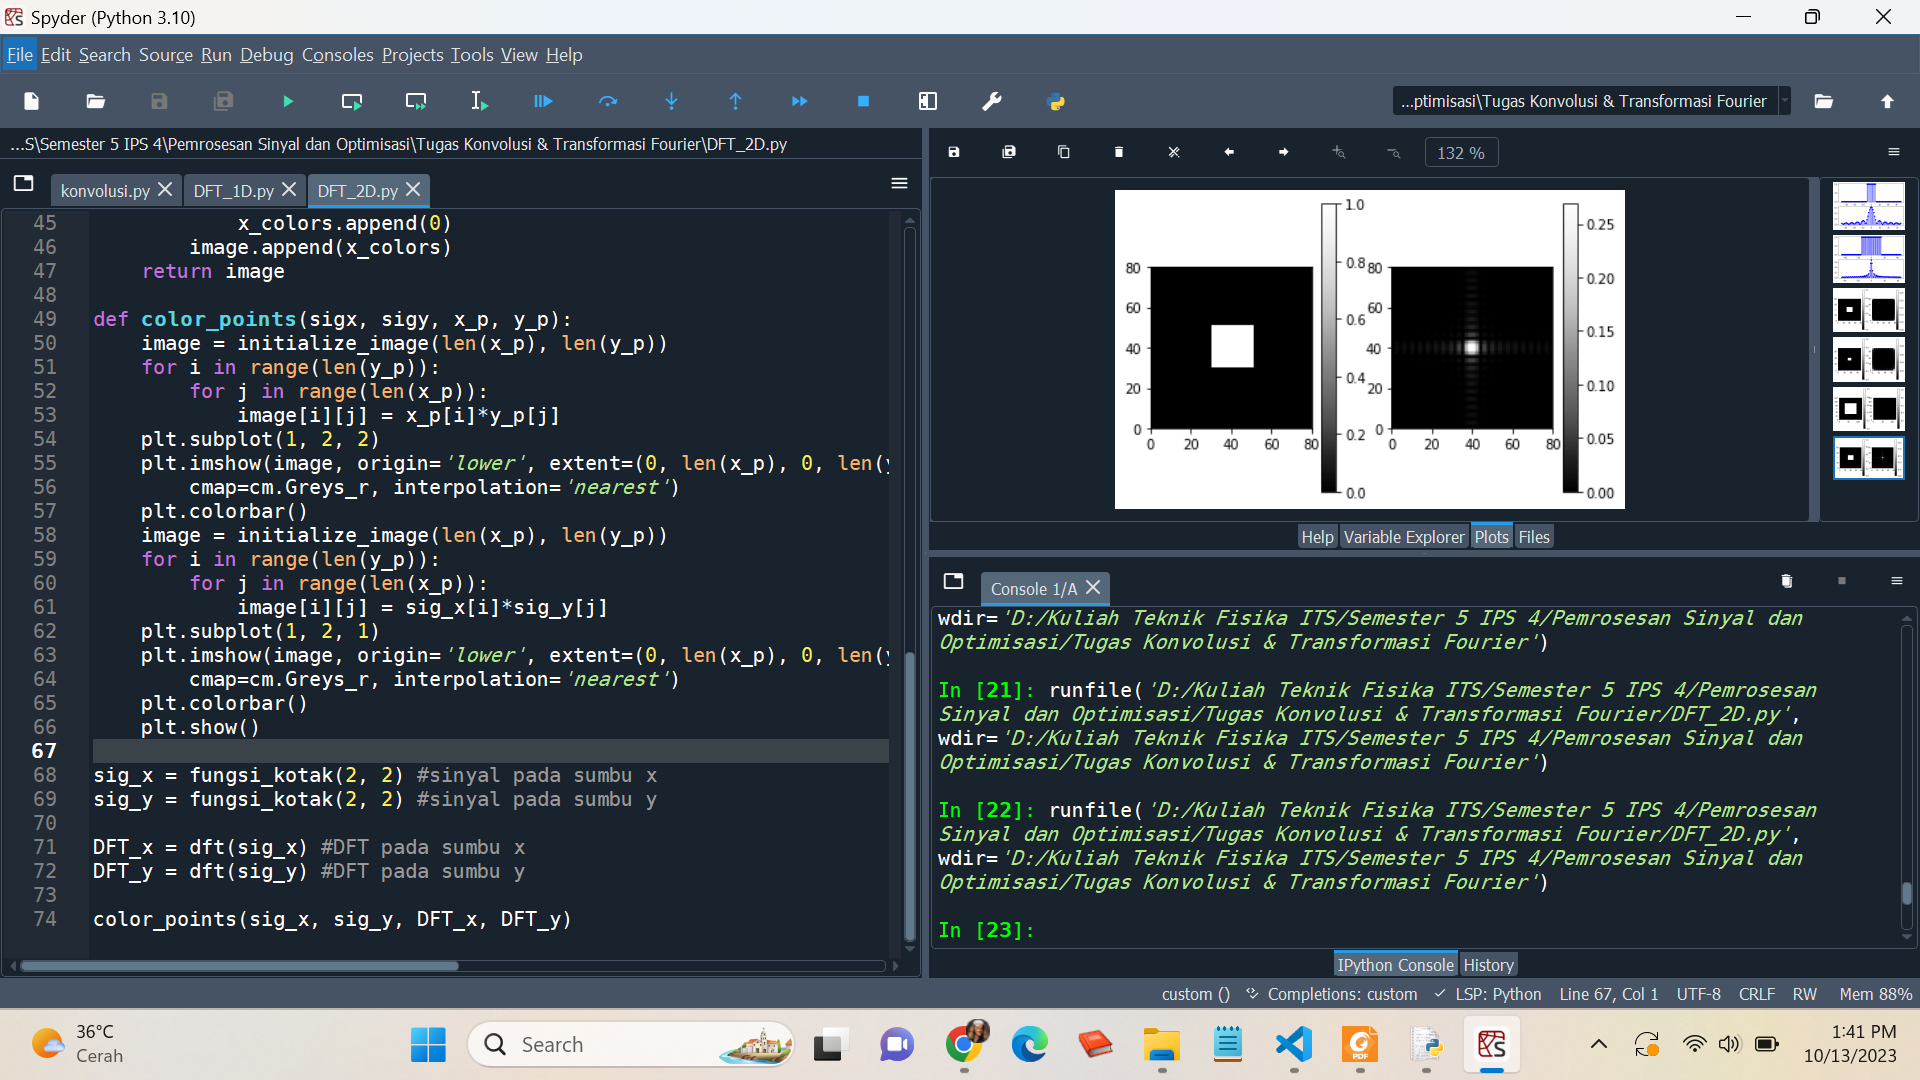 Spyder (Python 3.10)
File Edit Search Source Run Debug Consoles Projects Tools View Help
...ptimisasi\Tugas Konvolusi & Transformasi Fourier
...S\Semester 5 IPS 4\Pemrosesan Sinyal dan Optimisasi\Tugas Konvolusi & Transformasi Fourier\DFT_2D.py
konvolusi.py DFT_1D.py DFT_2D.py
45 x_colors.append(0)
46 image.append(x_colors)
47 return image
48
49 def color_points(sigx, sigy, x_p, y_p):
50 image = initialize_image(len(x_p), len(y_p))
51 for i in range(len(y_p)):
52 for j in range(len(x_p)):
53 image[i][j] = x_p[i]*y_p[j]
54 plt.subplot(1, 2, 2)
55 plt.imshow(image, origin='lower', extent=(0, len(x_p), 0, len(
56 cmap=cm.Greys_r, interpolation='nearest')
57 plt.colorbar()
58 image = initialize_image(len(x_p), len(y_p))
59 for i in range(len(y_p)):
60 for j in range(len(x_p)):
61 image[i][j] = sig_x[i]*sig_y[j]
62 plt.subplot(1, 2, 1)
63 plt.imshow(image, origin='lower', extent=(0, len(x_p), 0, len(
64 cmap=cm.Greys_r, interpolation='nearest')
65 plt.colorbar()
66 plt.show()
67
68 sig_x = fungsi_kotak(2, 2) #sinyal pada sumbu x
69 sig_y = fungsi_kotak(2, 2) #sinyal pada sumbu y
70
71 DFT_x = dft(sig_x) #DFT pada sumbu x
72 DFT_y = dft(sig_y) #DFT pada sumbu y
73
74 color_points(sig_x, sig_y, DFT_x, DFT_y)
132 %
80
60
40
20
0
0 20 40 60 80
1.0
0.8
0.6
0.4
0.2
0.0
80
60
40
20
0
0 20 40 60 80
0.25
0.20
0.15
0.10
0.05
0.00
Help Variable Explorer Plots Files
Console 1/A
wdir='D:/Kuliah Teknik Fisika ITS/Semester 5 IPS 4/Pemrosesan Sinyal dan
Optimisasi/Tugas Konvolusi & Transformasi Fourier')
In [21]: runfile('D:/Kuliah Teknik Fisika ITS/Semester 5 IPS 4/Pemrosesan
Sinyal dan Optimisasi/Tugas Konvolusi & Transformasi Fourier/DFT_2D.py',
wdir='D:/Kuliah Teknik Fisika ITS/Semester 5 IPS 4/Pemrosesan Sinyal dan
Optimisasi/Tugas Konvolusi & Transformasi Fourier')
In [22]: runfile('D:/Kuliah Teknik Fisika ITS/Semester 5 IPS 4/Pemrosesan
Sinyal dan Optimisasi/Tugas Konvolusi & Transformasi Fourier/DFT_2D.py',
wdir='D:/Kuliah Teknik Fisika ITS/Semester 5 IPS 4/Pemrosesan Sinyal dan
Optimisasi/Tugas Konvolusi & Transformasi Fourier')
In [23]:
IPython Console History
custom () Completions: custom LSP: Python Line 67, Col 1 UTF-8 CRLF RW Mem 88%
36°C
Cerah
Search
PDF
1:41 PM
10/13/2023